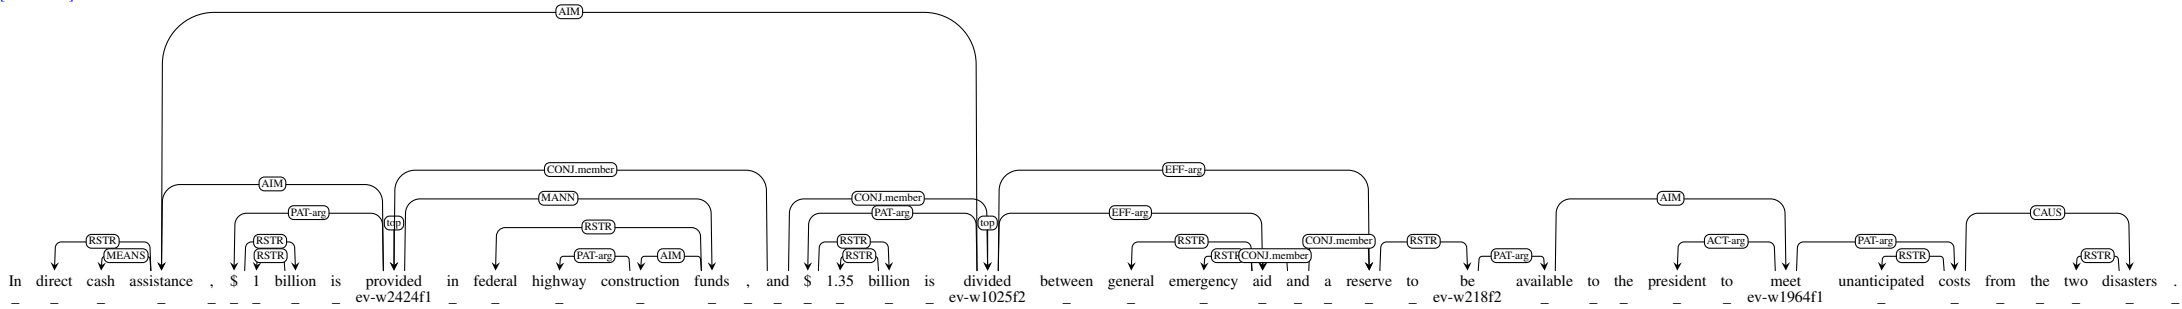 AIM
CONJ.member EFF-arg
AIM MANN CONJ.member AIM
PAT-arg top PAT-arg top EFF-arg CAUS
RSTR RSTR RSTR RSTR RSTR CONJ.member RSTR ACT-arg PAT-arg
MEANS RSTR PAT-arg AIM RSTR RSTR CONJ.member PAT-arg RSTR RSTR
In direct cash assistance , $ 1 billion is provided in federal highway construction funds , and $ 1.35 billion is divided between general emergency aid and a reserve to be available to the president to meet unanticipated costs from the two disasters .
_ _ _ _ _ _ _ _ _ ev-w2424f1 _ _ _ _ _ _ _ _ _ _ _ ev-w1025f2 _ _ _ _ _ _ _ _ ev-w218f2 _ _ _ _ _ ev-w1964f1 _ _ _ _ _ _ _